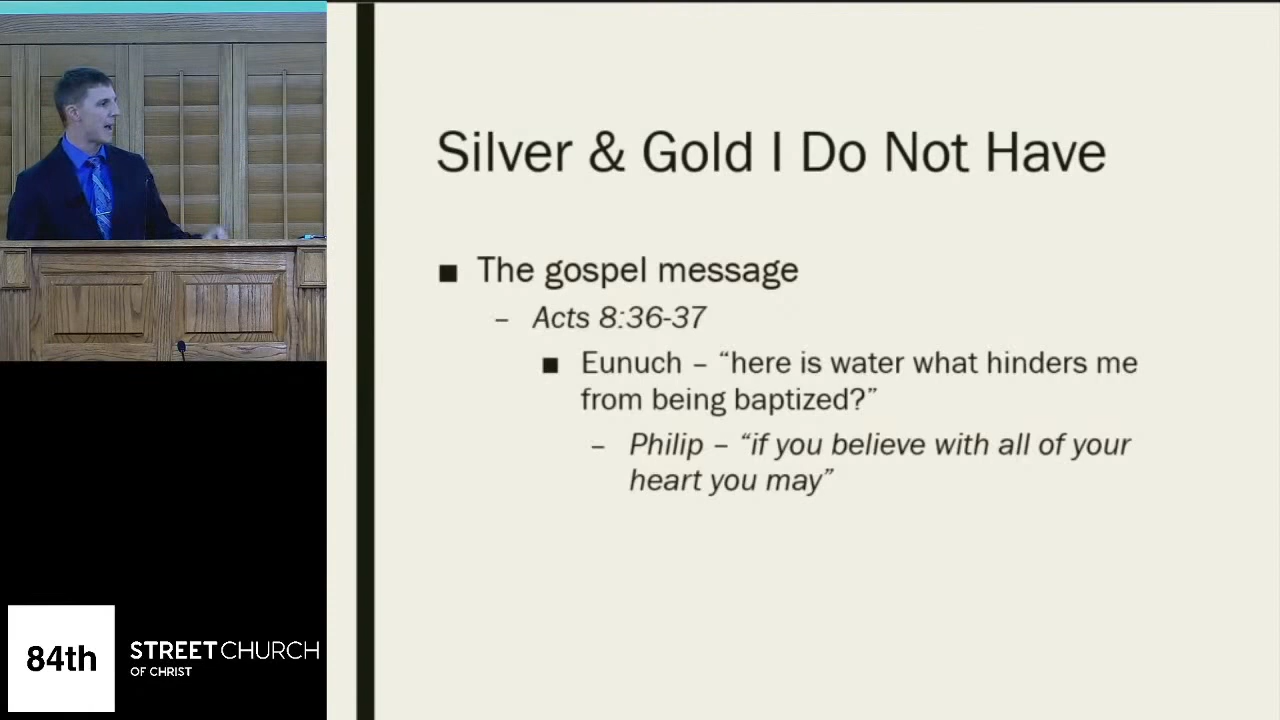 Silver & Gold I Do Not Have
■ The gospel message
– Acts 8:36-37
■ Eunuch – “here is water what hinders me
from being baptized?”
– Philip – “if you believe with all of your
heart you may”
84th
STREET CHURCH
OF CHRIST